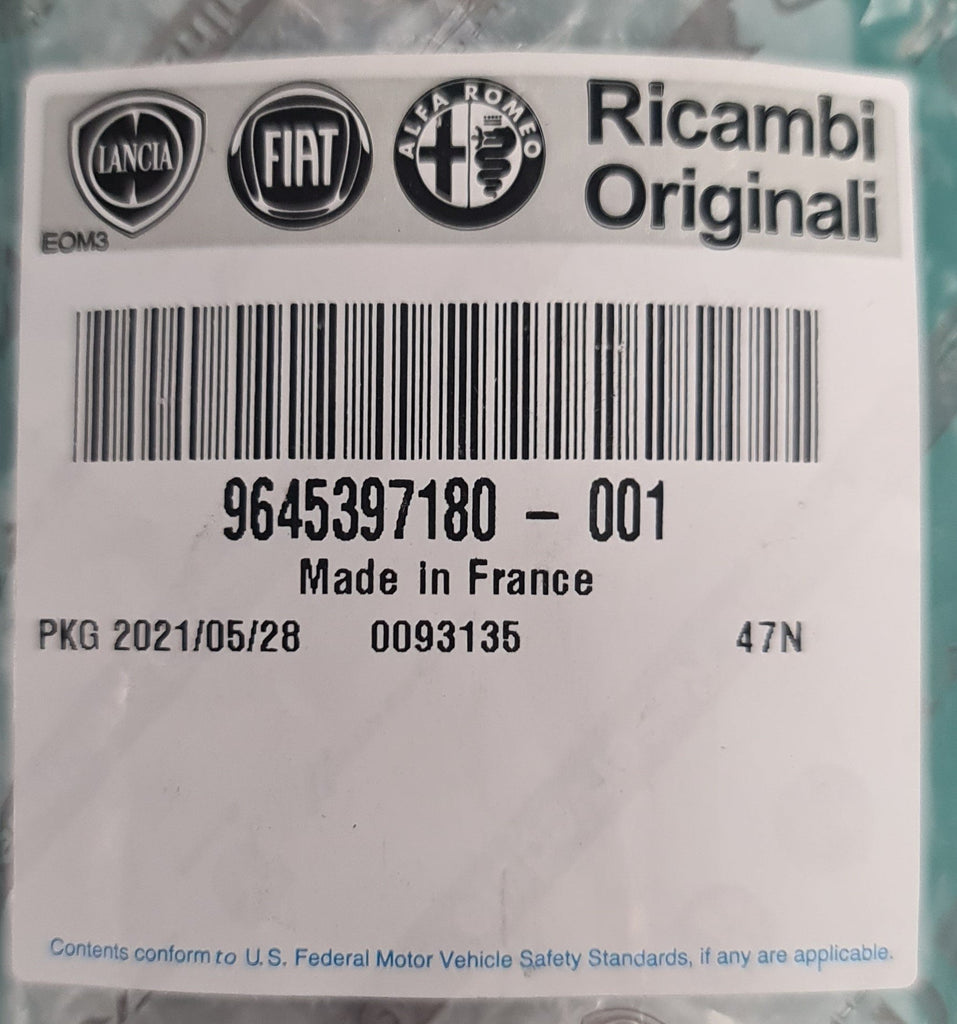 LANCIA FIAT ALFA ROMEO Ricambi
Originali
EOM3
9645397180 - 001
Made in France
PKG 2021/05/28 0093135 47N
Contents conform to U.S. Federal Motor Vehicle Safety Standards, if any are applicable.